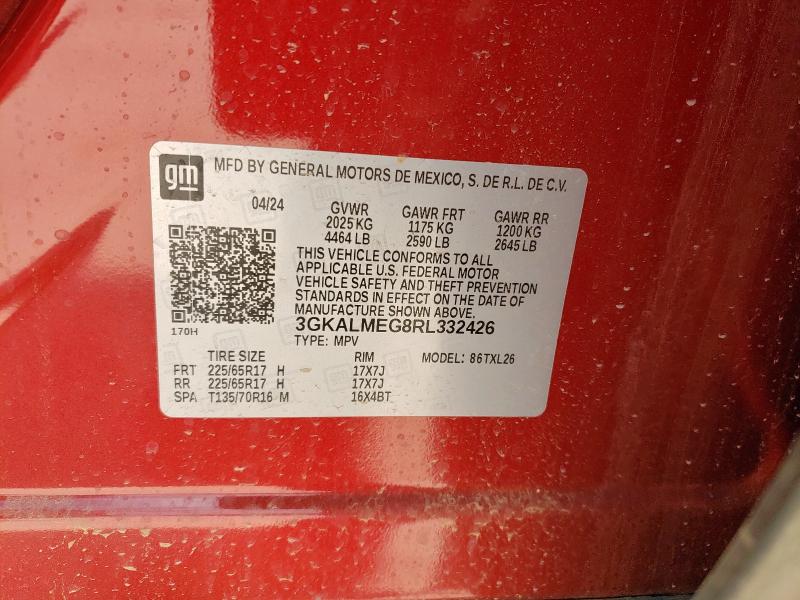 gm MFD BY GENERAL MOTORS DE MEXICO, S. DE R.L. DE C.V.
04/24 GVWR GAWR FRT GAWR RR
2025 KG 1175 KG 1200 KG
4464 LB 2590 LB 2645 LB
THIS VEHICLE CONFORMS TO ALL
APPLICABLE U.S. FEDERAL MOTOR
VEHICLE SAFETY AND THEFT PREVENTION
STANDARDS IN EFFECT ON THE DATE OF
MANUFACTURE SHOWN ABOVE.
170H 3GKALMEG8RL332426
TYPE: MPV MODEL: 86TXL26
TIRE SIZE RIM
FRT 225/65R17 H 17X7J
RR 225/65R17 H 17X7J
SPA T135/70R16 M 16X4BT